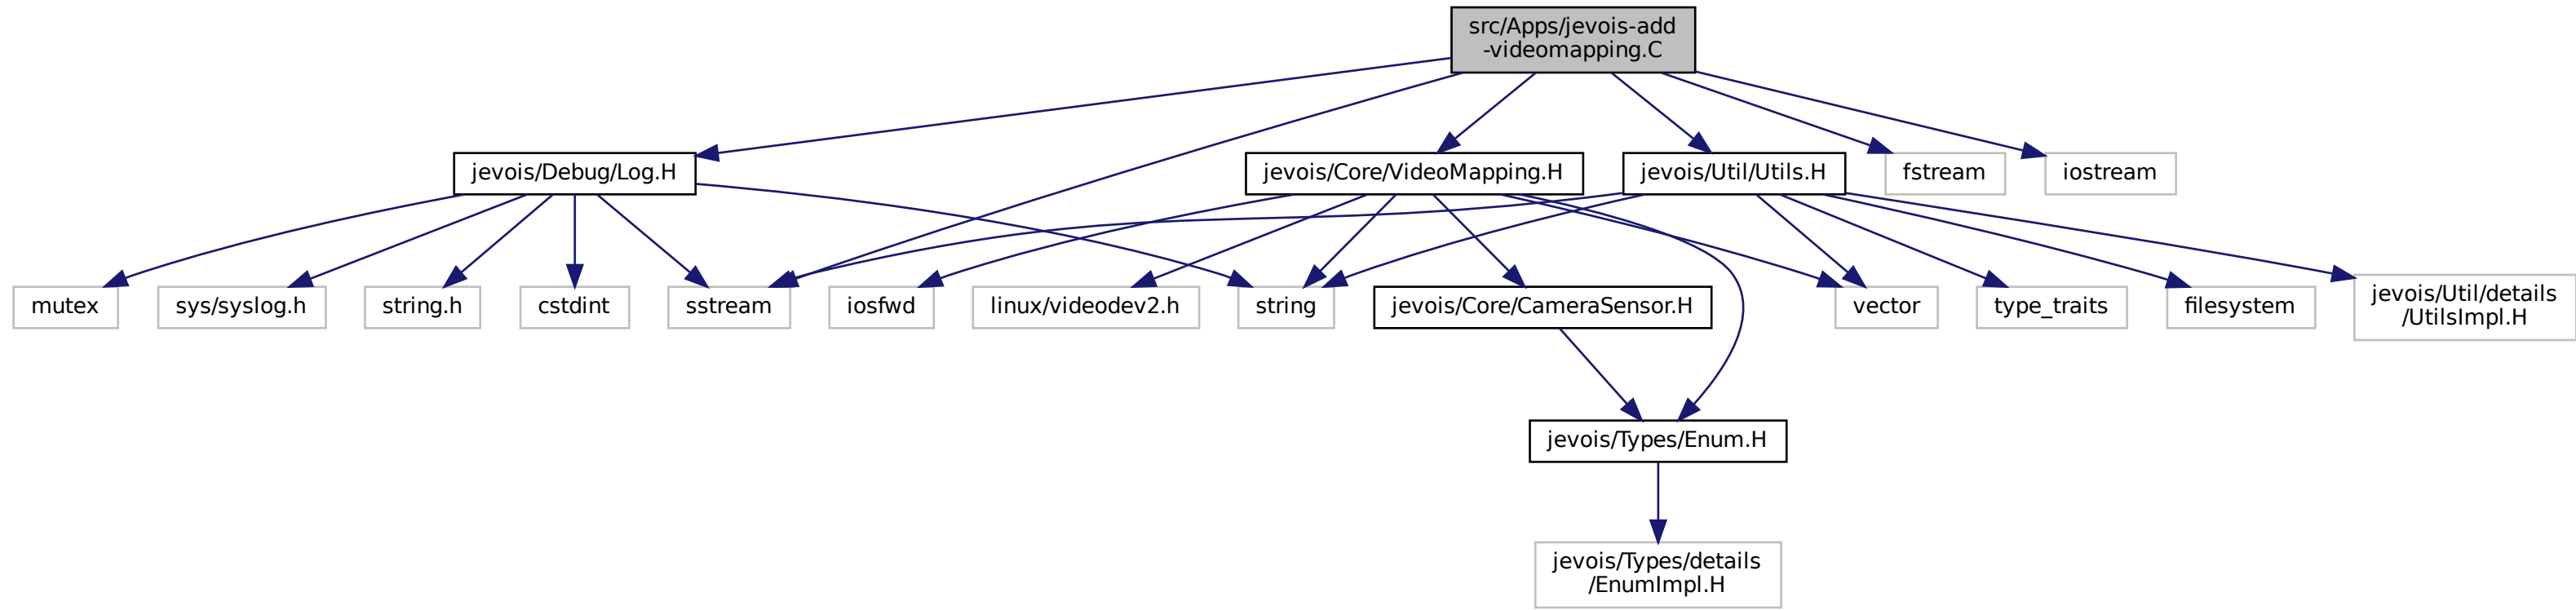 src/Apps/jevois-add
-videomapping.C
jevois/Debug/Log.H
jevois/Core/VideoMapping.H
jevois/Util/Utils.H
fstream
iostream
mutex
sys/syslog.h
string.h
cstdint
sstream
iosfwd
linux/videodev2.h
string
jevois/Core/CameraSensor.H
vector
type_traits
filesystem
jevois/Util/details
/UtilsImpl.H
jevois/Types/Enum.H
jevois/Types/details
/EnumImpl.H